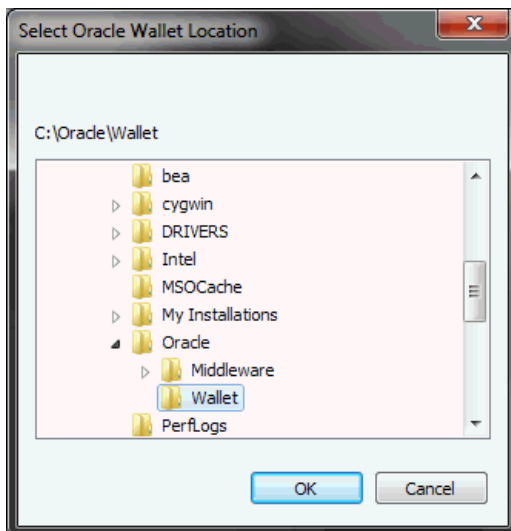 Select Oracle Wallet Location
C:\Oracle\Wallet
bea
cygwin
DRIVERS
Intel
MSOCache
My Installations
Oracle
Middleware
Wallet
PerfLogs
OK Cancel